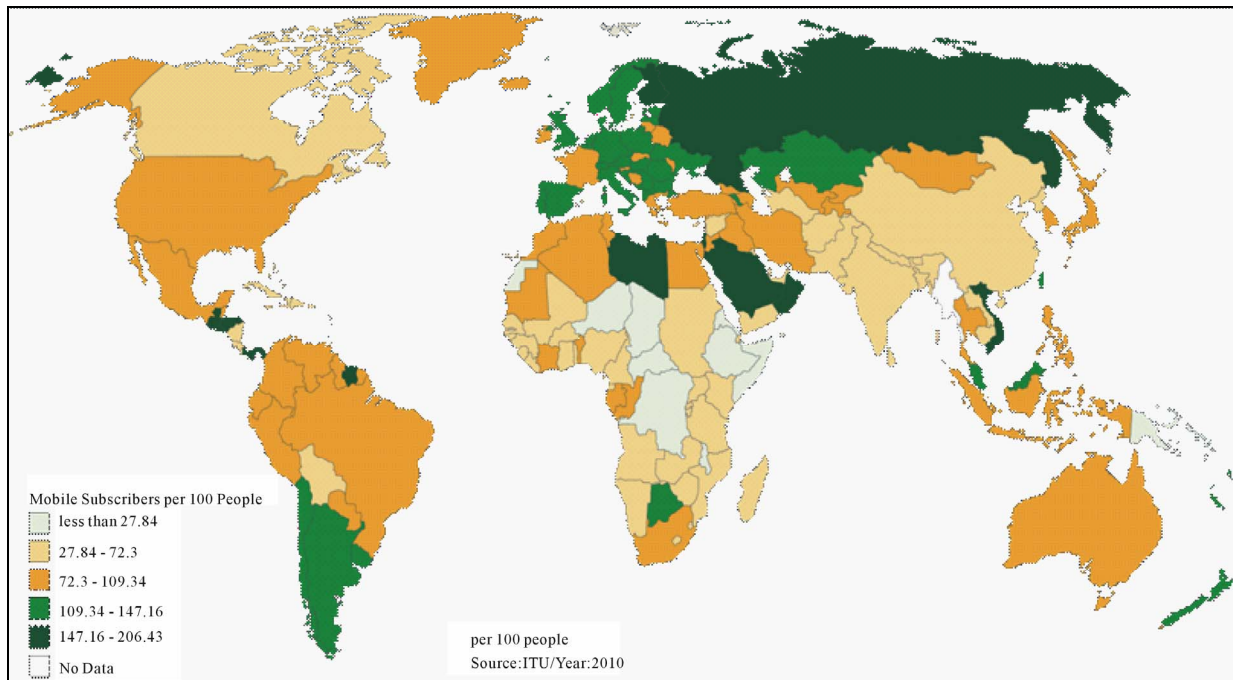 Mobile Subscribers per 100 People
less than 27.84
27.84 - 72.3
72.3 - 109.34
109.34 - 147.16
147.16 - 206.43
No Data
per 100 people
Source:ITU/Year:2010